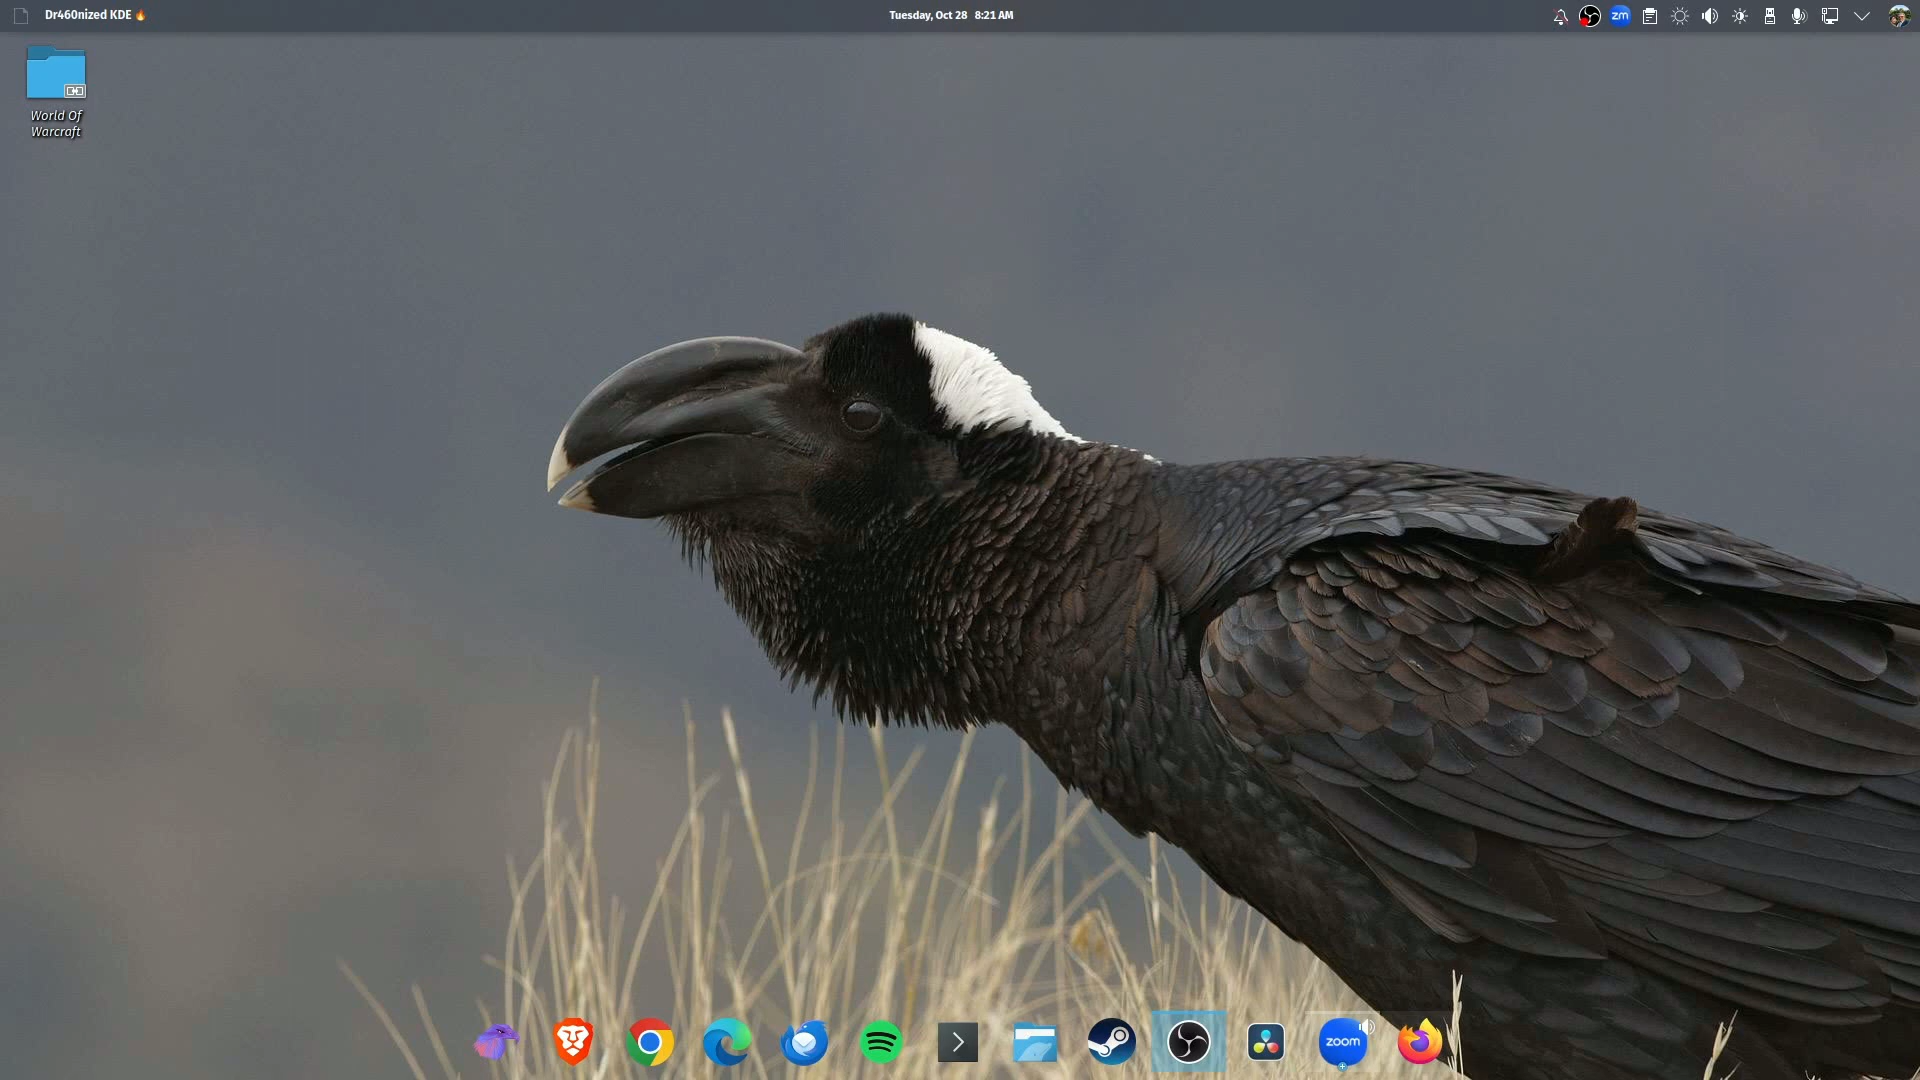 Dr460nized KDE 🔥
Tuesday, Oct 28 8:21 AM
zm
World Of
Warcraft
zoom